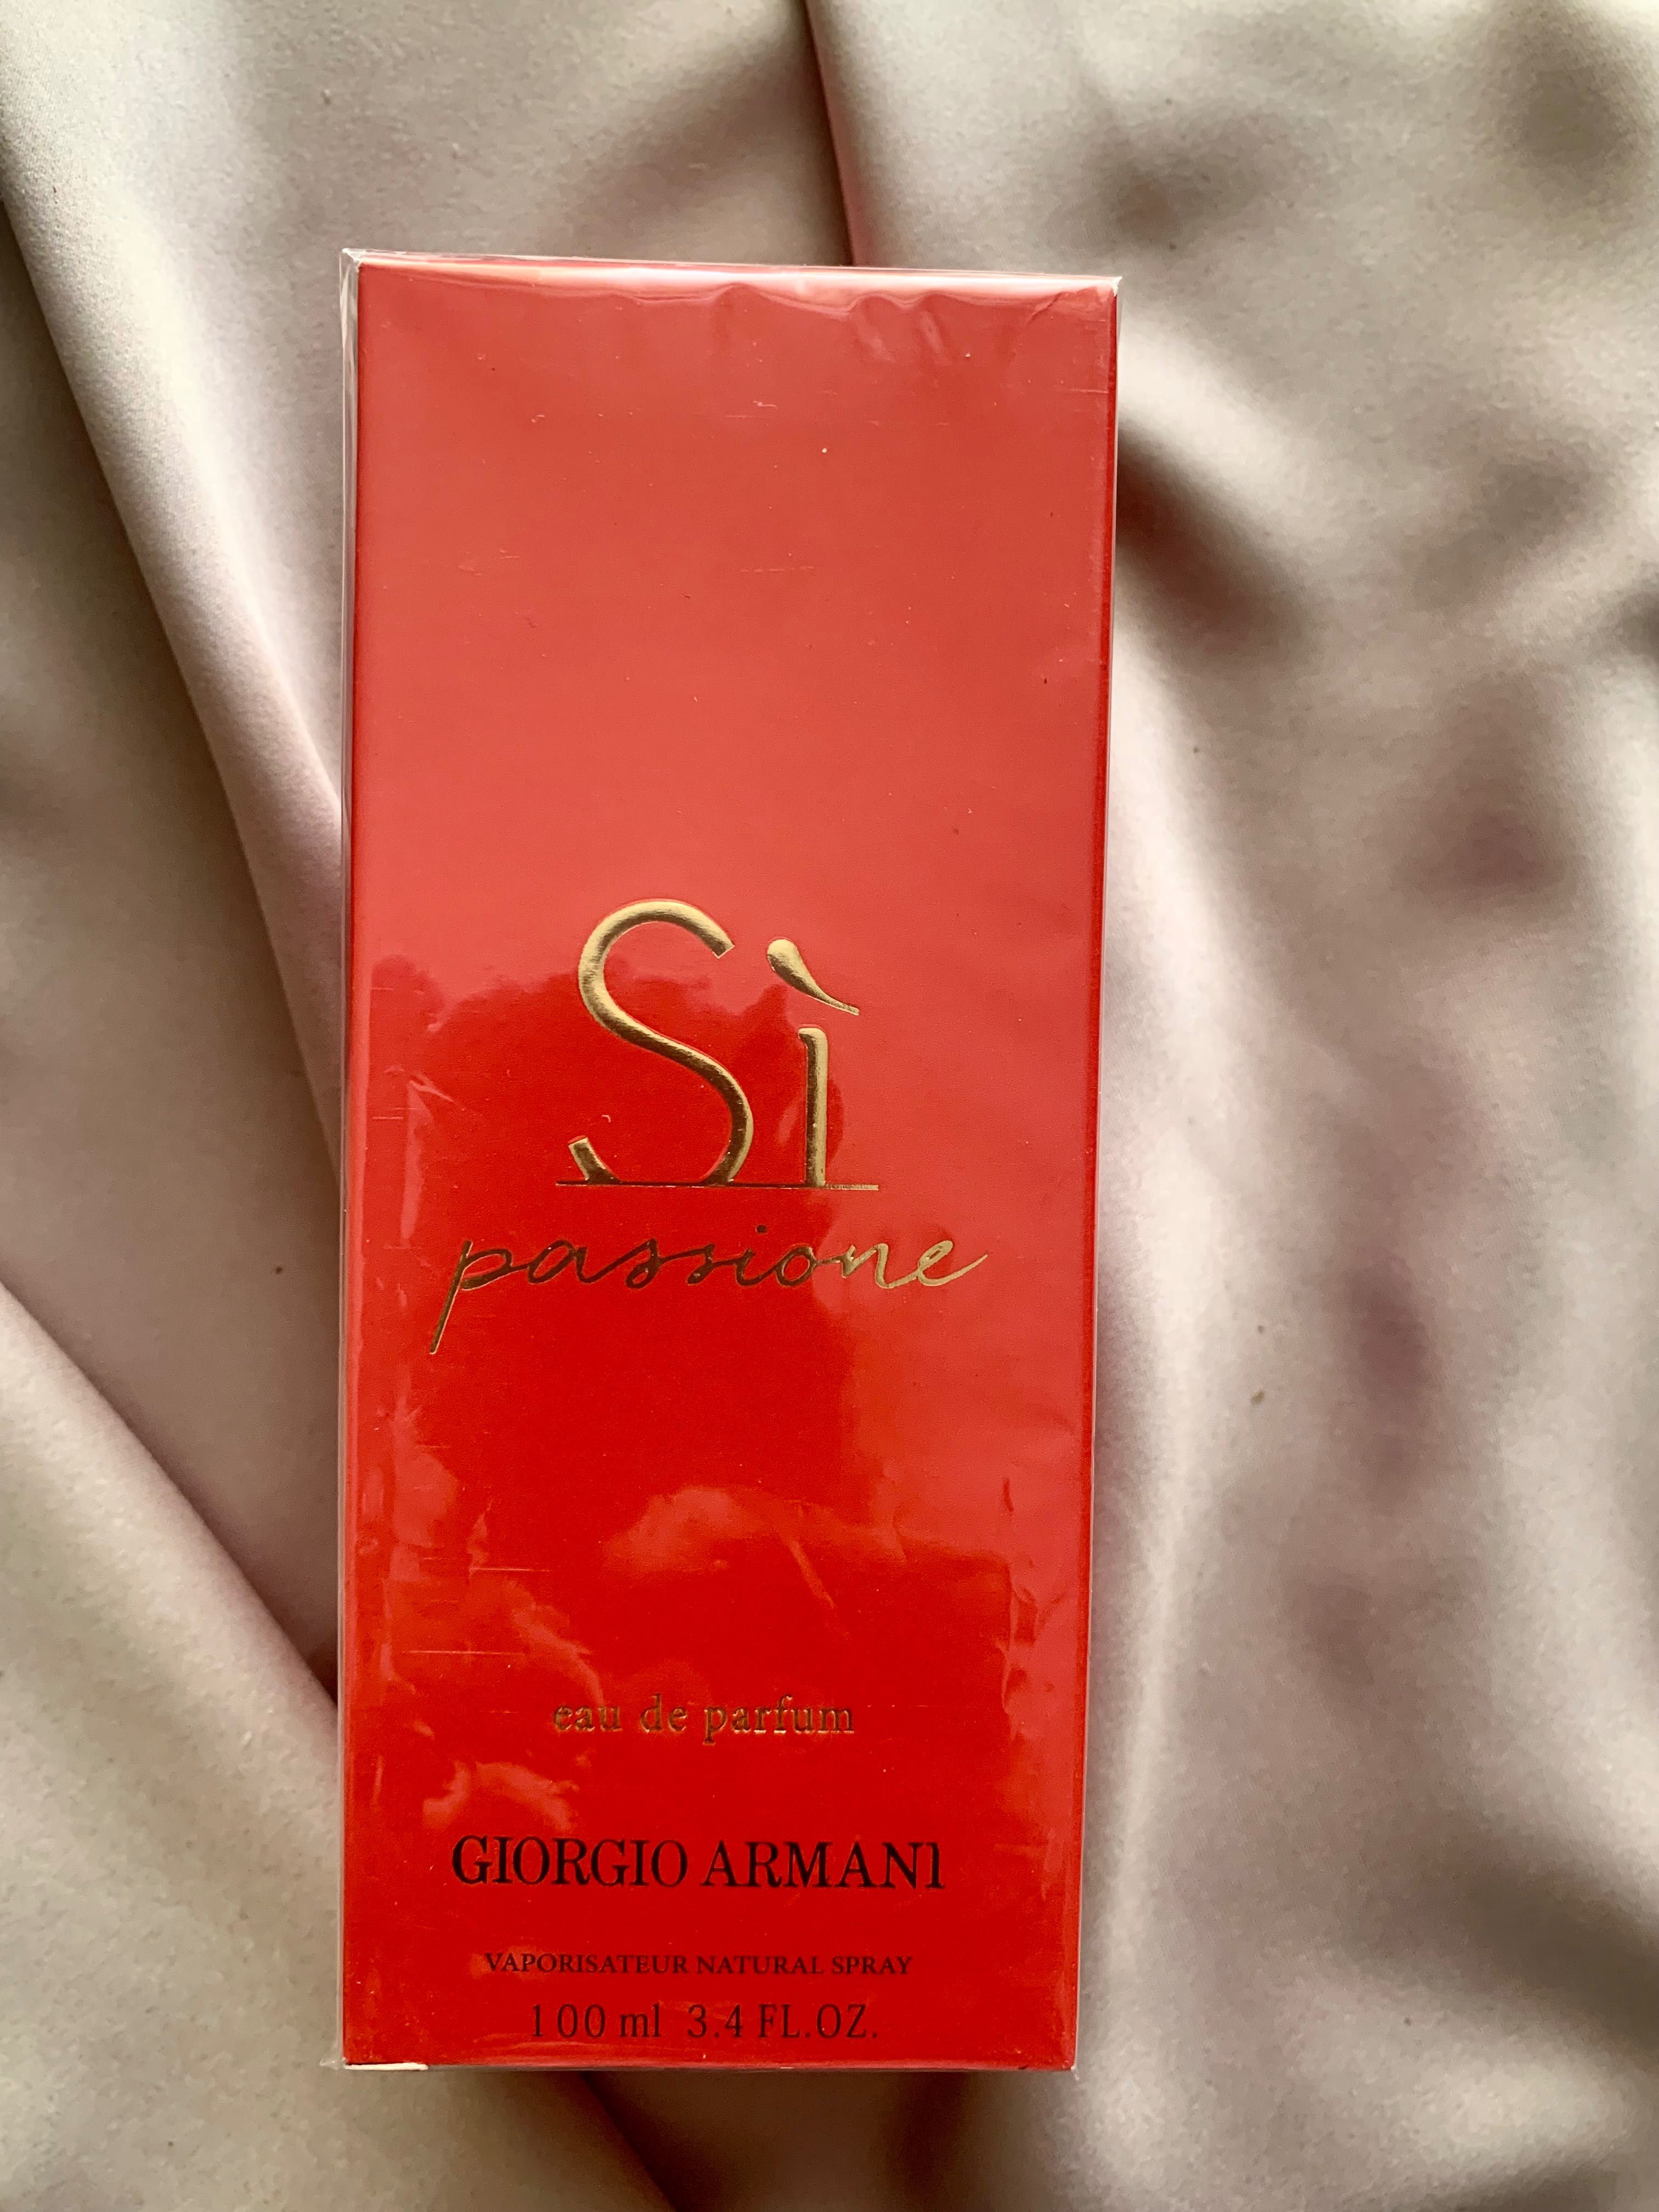 Sì
passione
eau de parfum
GIORGIO ARMANI
VAPORISATEUR NATURAL SPRAY
100 ml 3.4 FL.OZ.